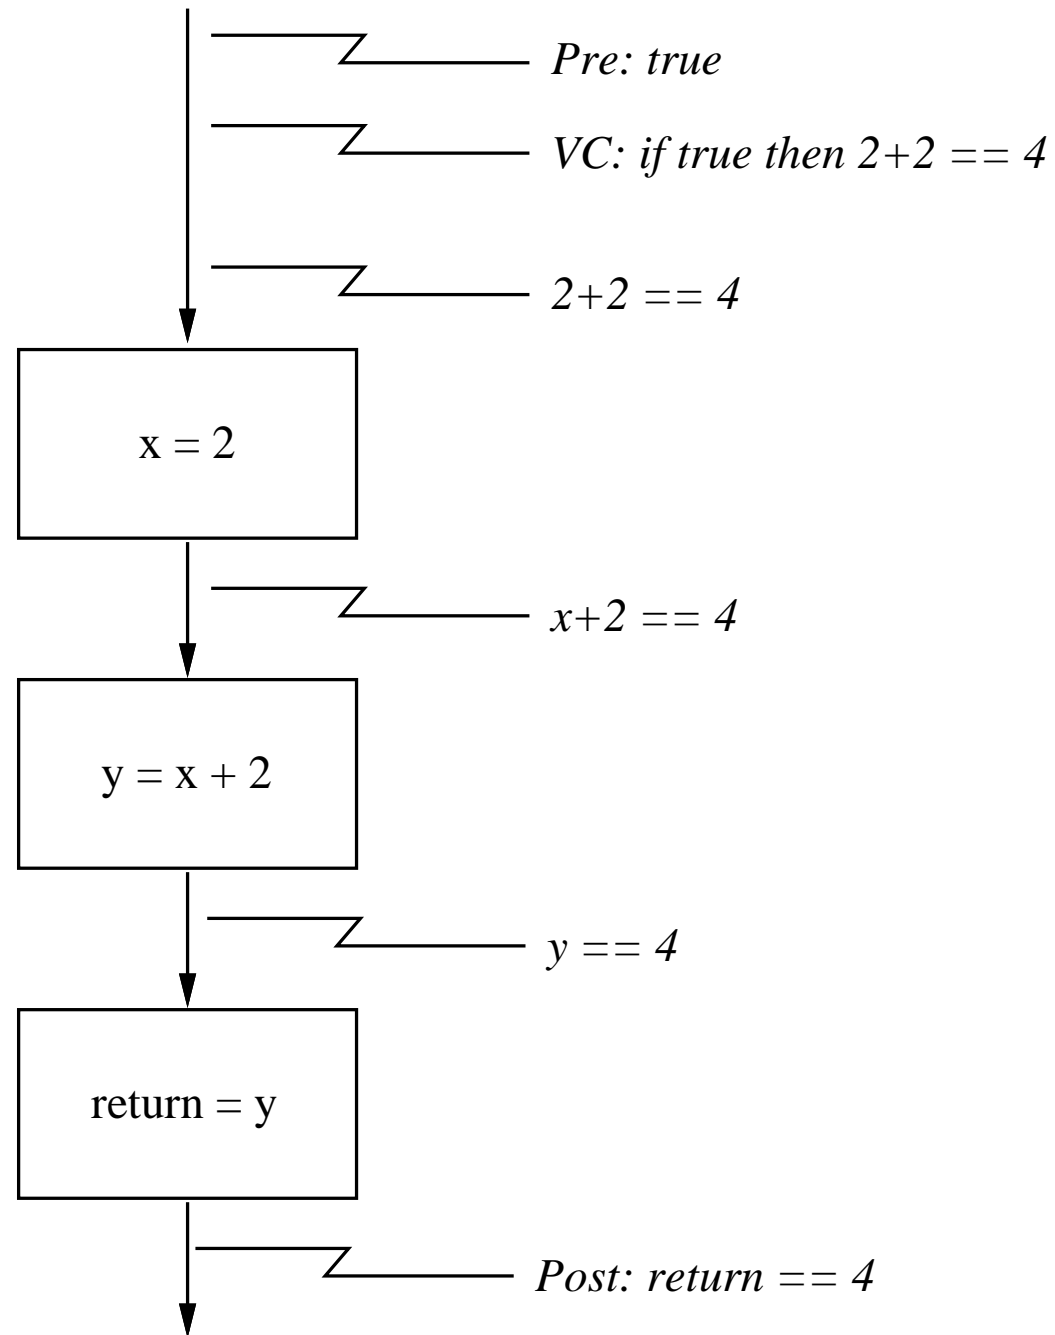 Pre: true
VC: if true then 2+2 == 4
2+2 == 4
x = 2
x+2 == 4
y = x + 2
y == 4
return = y
Post: return == 4